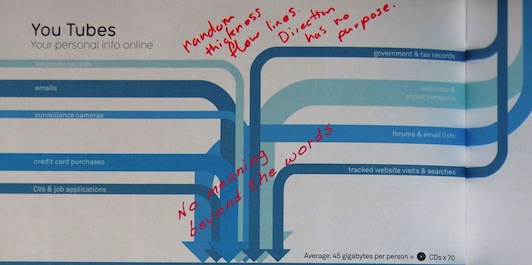 You Tubes
Your personal info online
random
thickness
flow lines.
Direction
has no
purpose.
employer records
emails
surveillance cameras
credit card purchases
CVs & job applications
government & tax records
websites &
social networks
forums & email lists
tracked website visits & searches
No meaning
beyond the words
Average: 45 gigabytes per person = CDs x 70